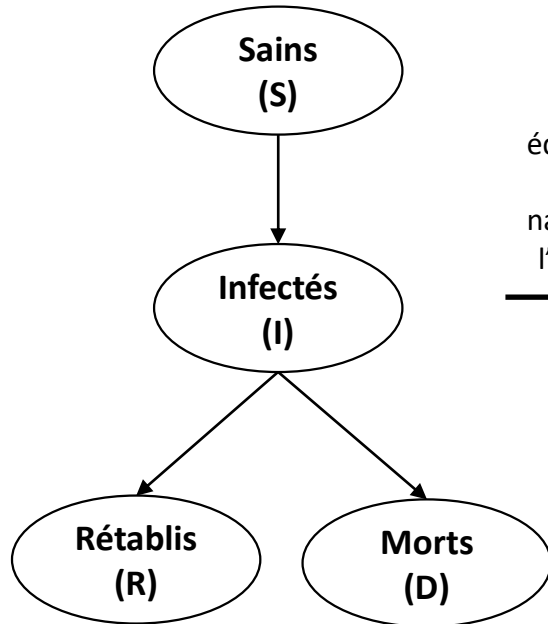 Sains
(S)
Infectés
(I)
Rétablis
(R)
Morts
(D)